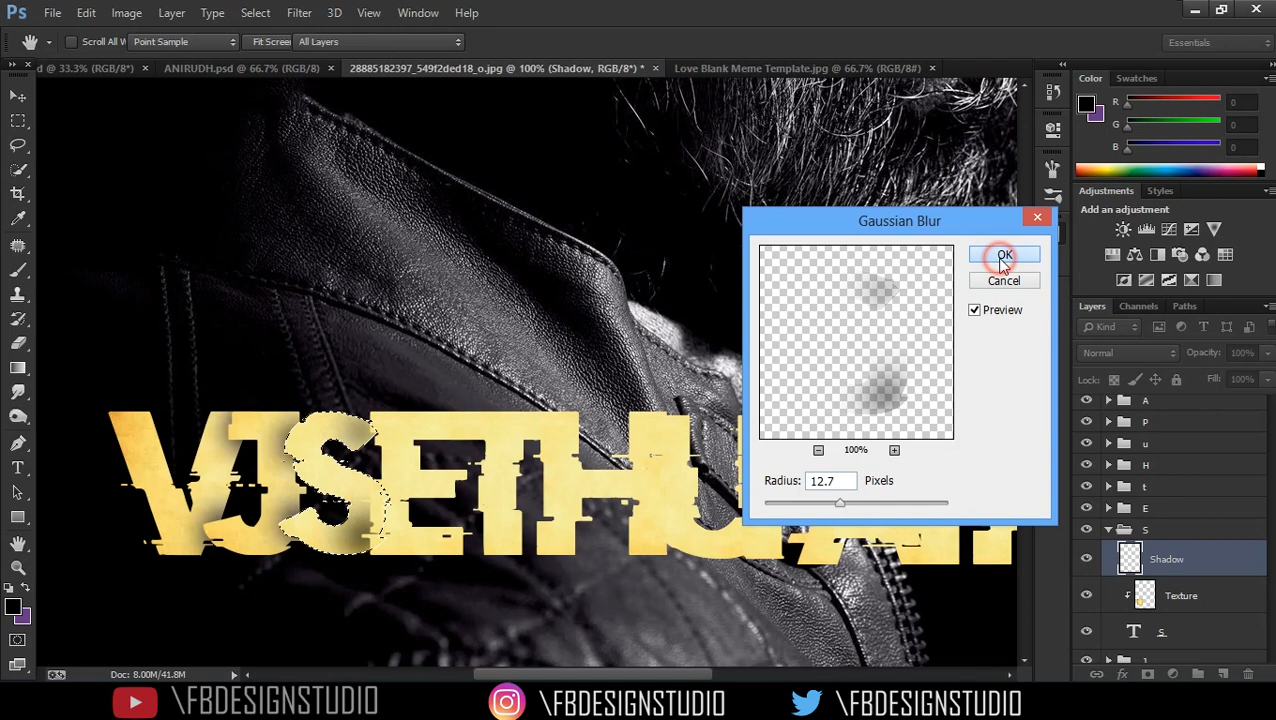 Ps File Edit Image Layer Type Select Filter 3D View Window Help
Scroll All W Point Sample Fit Screen All Layers Essentials
d @ 33.3% (RGB/8*) × ANIRUDH.psd @ 66.7% (RGB/8) × 28885182397_549f2ded18_o.jpg @ 100% (Shadow, RGB/8*) * × Love Blank Meme Template.jpg @ 66.7% (RGB/8#) ×
Color Swatches
R 0
G 0
B 0
Adjustments Styles
Add an adjustment
Gaussian Blur
OK
Cancel
Preview
100%
Radius: 12.7 Pixels
Layers Channels Paths
Kind
Normal Opacity: 100%
Lock: Fill: 100%
A
P
u
H
t
E
S
Shadow
Texture
S
VJSETHU
100% Doc: 8.00M/41.8M
\FBDESIGNSTUDIO \FBDESIGNSTUDIO \FBDESIGNSTUDIO